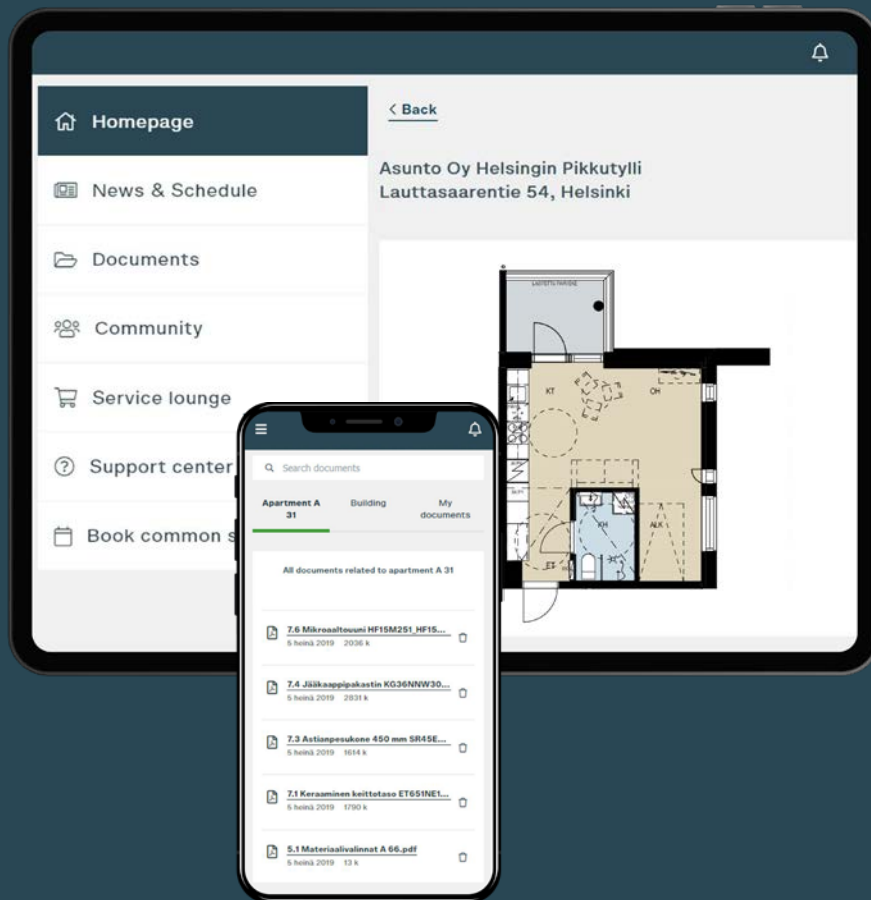 Homepage
News & Schedule
Documents
Community
Service lounge
Support center
Book common s
< Back
Asunto Oy Helsingin Pikkutylli
Lauttasaarentie 54, Helsinki
KT
OH
KH
ALK
ET
Search documents
Apartment A
31
Building
My
documents
All documents related to apartment A 31
7.6 Mikroaaltouuni HF15M251_HF15...
5 heinä 2019 2036 k
7.4 Jääkaappipakastin KG36NNW30...
5 heinä 2019 2831 k
7.3 Astianpesukone 450 mm SR45E...
5 heinä 2019 1614 k
7.1 Keraaminen keittotaso ET651NE1...
5 heinä 2019 1790 k
5.1 Materiaalivalinnat A 66.pdf
5 heinä 2019 13 k